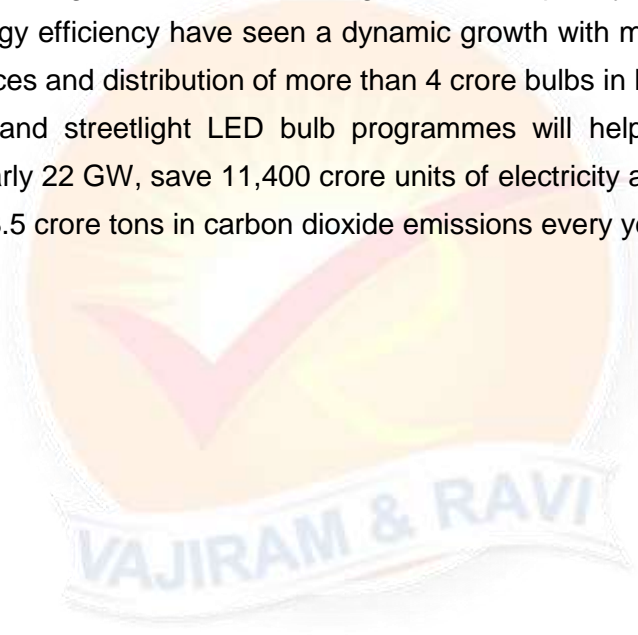 gy efficiency have seen a dynamic growth with m
ces and distribution of more than 4 crore bulbs in l
and streetlight LED bulb programmes will help
rly 22 GW, save 11,400 crore units of electricity a
.5 crore tons in carbon dioxide emissions every ye
VAJIRAM & RAVI